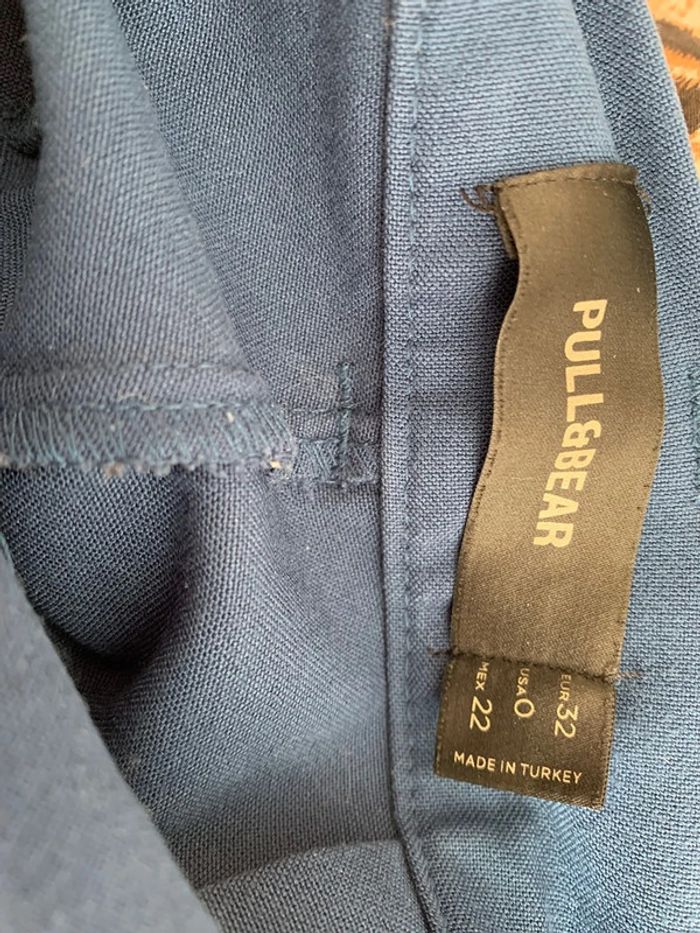 PULL&BEAR
EUR 32
USA 0
MEX 22
MADE IN TURKEY